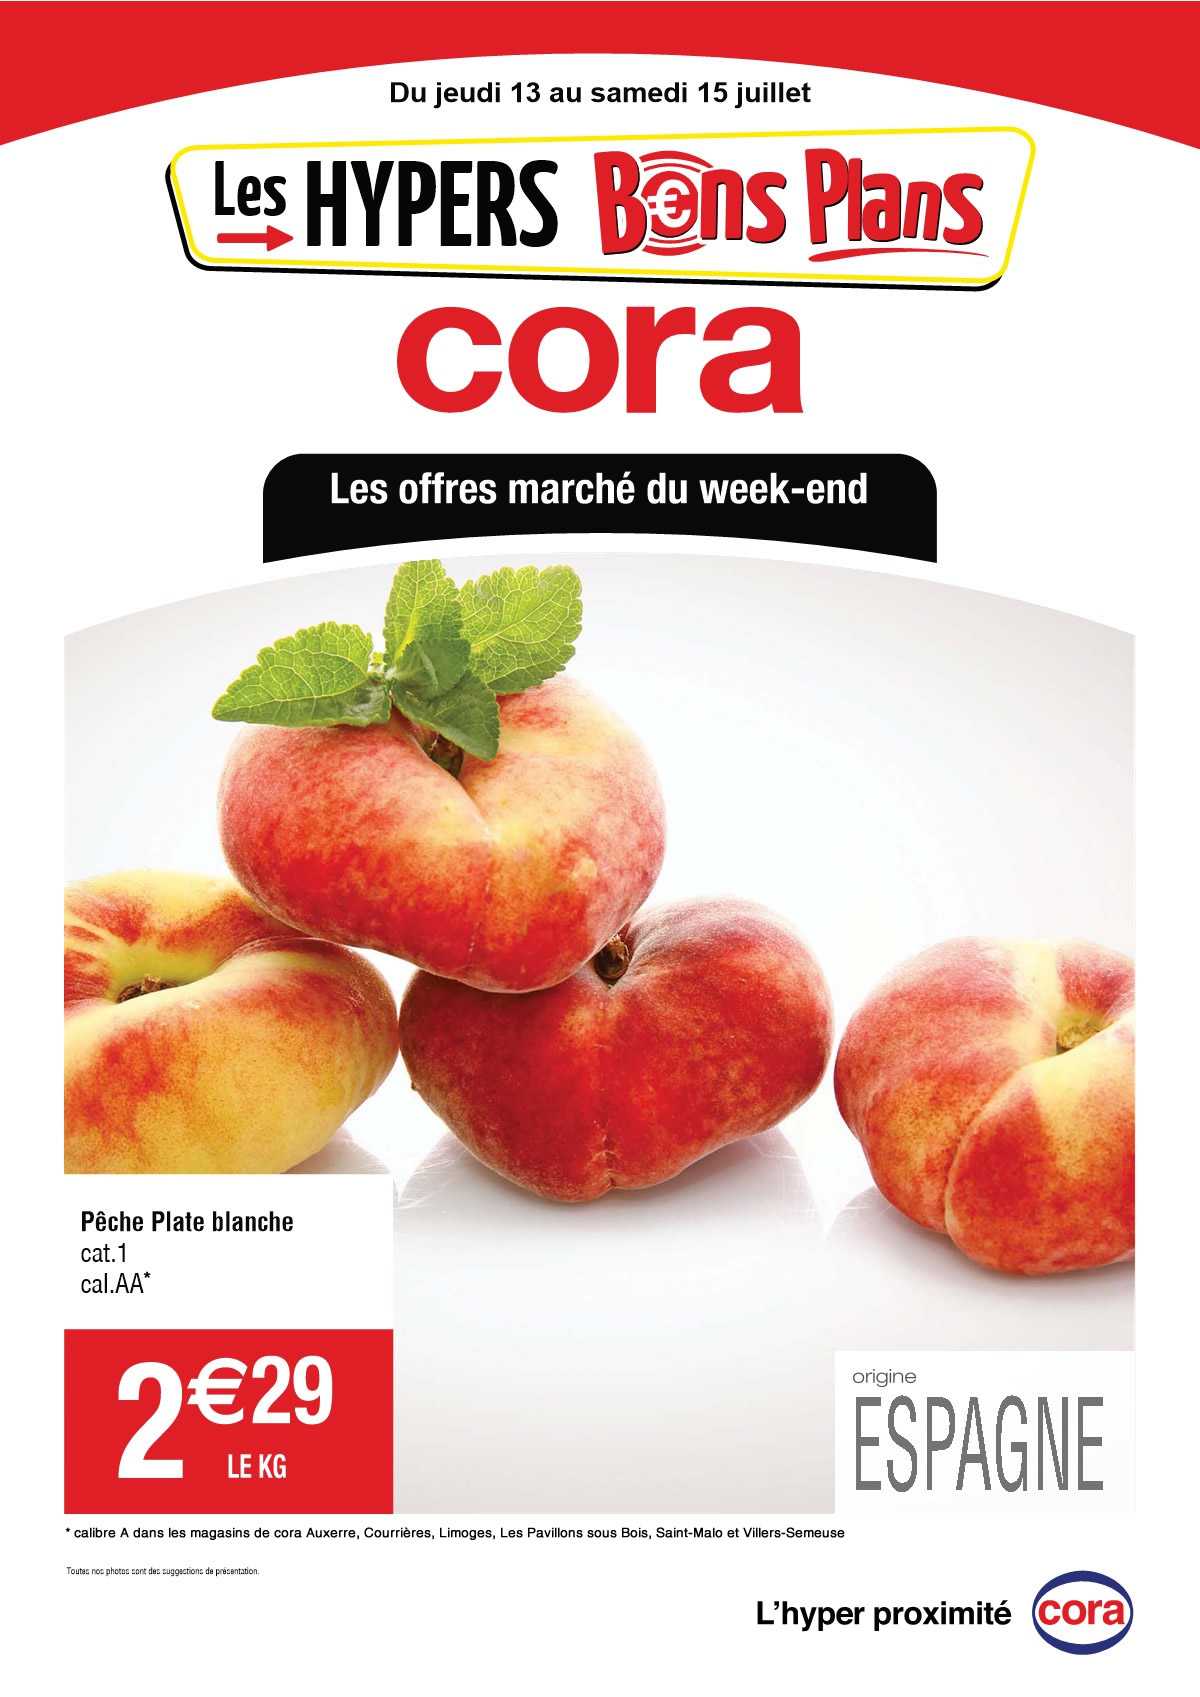 Du jeudi 13 au samedi 15 juillet
Les HYPERS Bons Plans
cora
Les offres marché du week-end
Pêche Plate blanche
cat.1
cal.AA*
2€29
LE KG
origine
ESPAGNE
* calibre A dans les magasins de cora Auxerre, Courrières, Limoges, Les Pavillons sous Bois, Saint-Malo et Villers-Semeuse
Toutes nos photos sont des suggestions de présentation.
L'hyper proximité cora